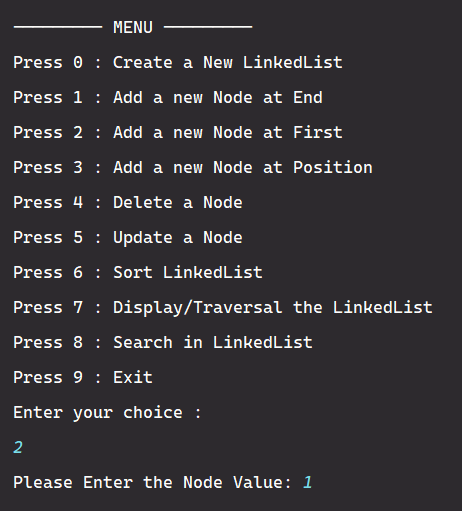 --------- MENU ---------
Press 0 : Create a New LinkedList
Press 1 : Add a new Node at End
Press 2 : Add a new Node at First
Press 3 : Add a new Node at Position
Press 4 : Delete a Node
Press 5 : Update a Node
Press 6 : Sort LinkedList
Press 7 : Display/Traversal the LinkedList
Press 8 : Search in LinkedList
Press 9 : Exit
Enter your choice :
2
Please Enter the Node Value: 1